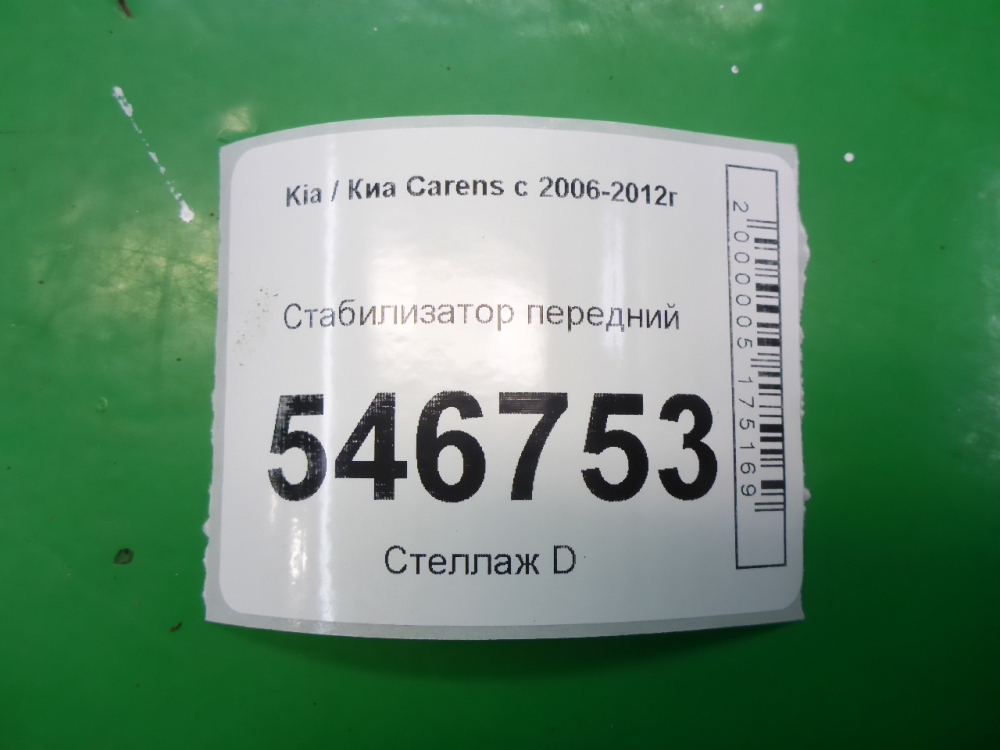 Kia / Киа Carens с 2006-2012г
Стабилизатор передний
546753
Стеллаж D
2000005175169